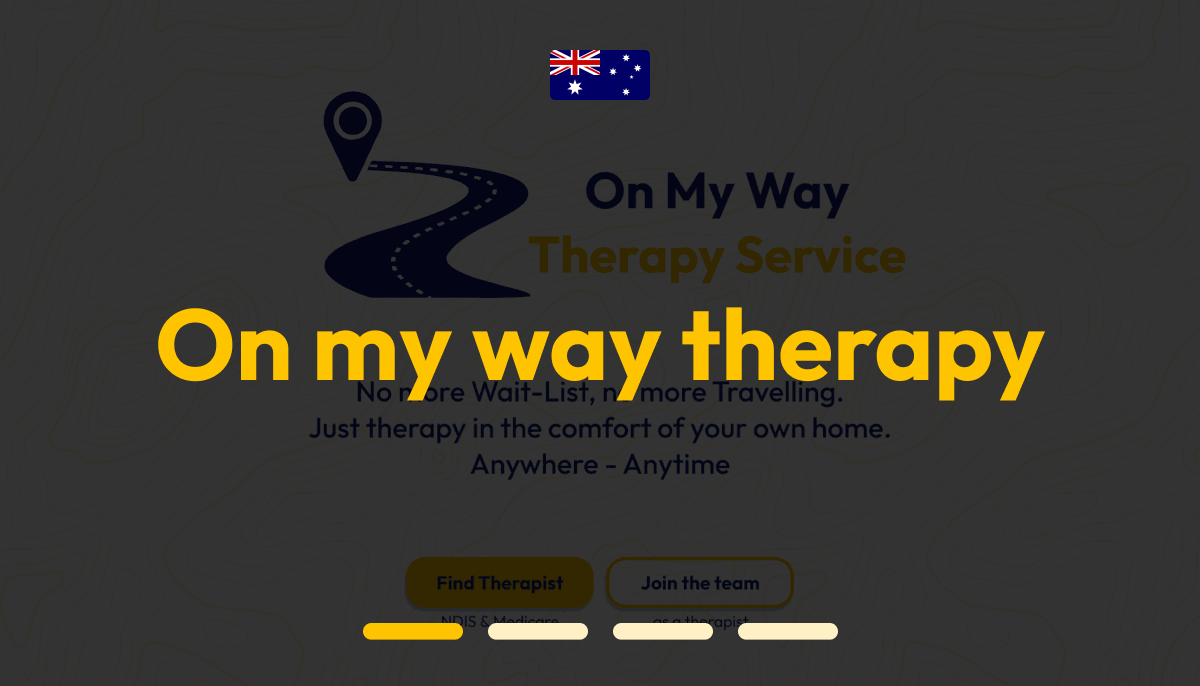 On My Way
Therapy Service
On my way therapy
No more Wait-List, no more Travelling.
Just therapy in the comfort of your own home.
Anywhere - Anytime
Find Therapist
Join the team
NDIS & Medicare
as a therapist